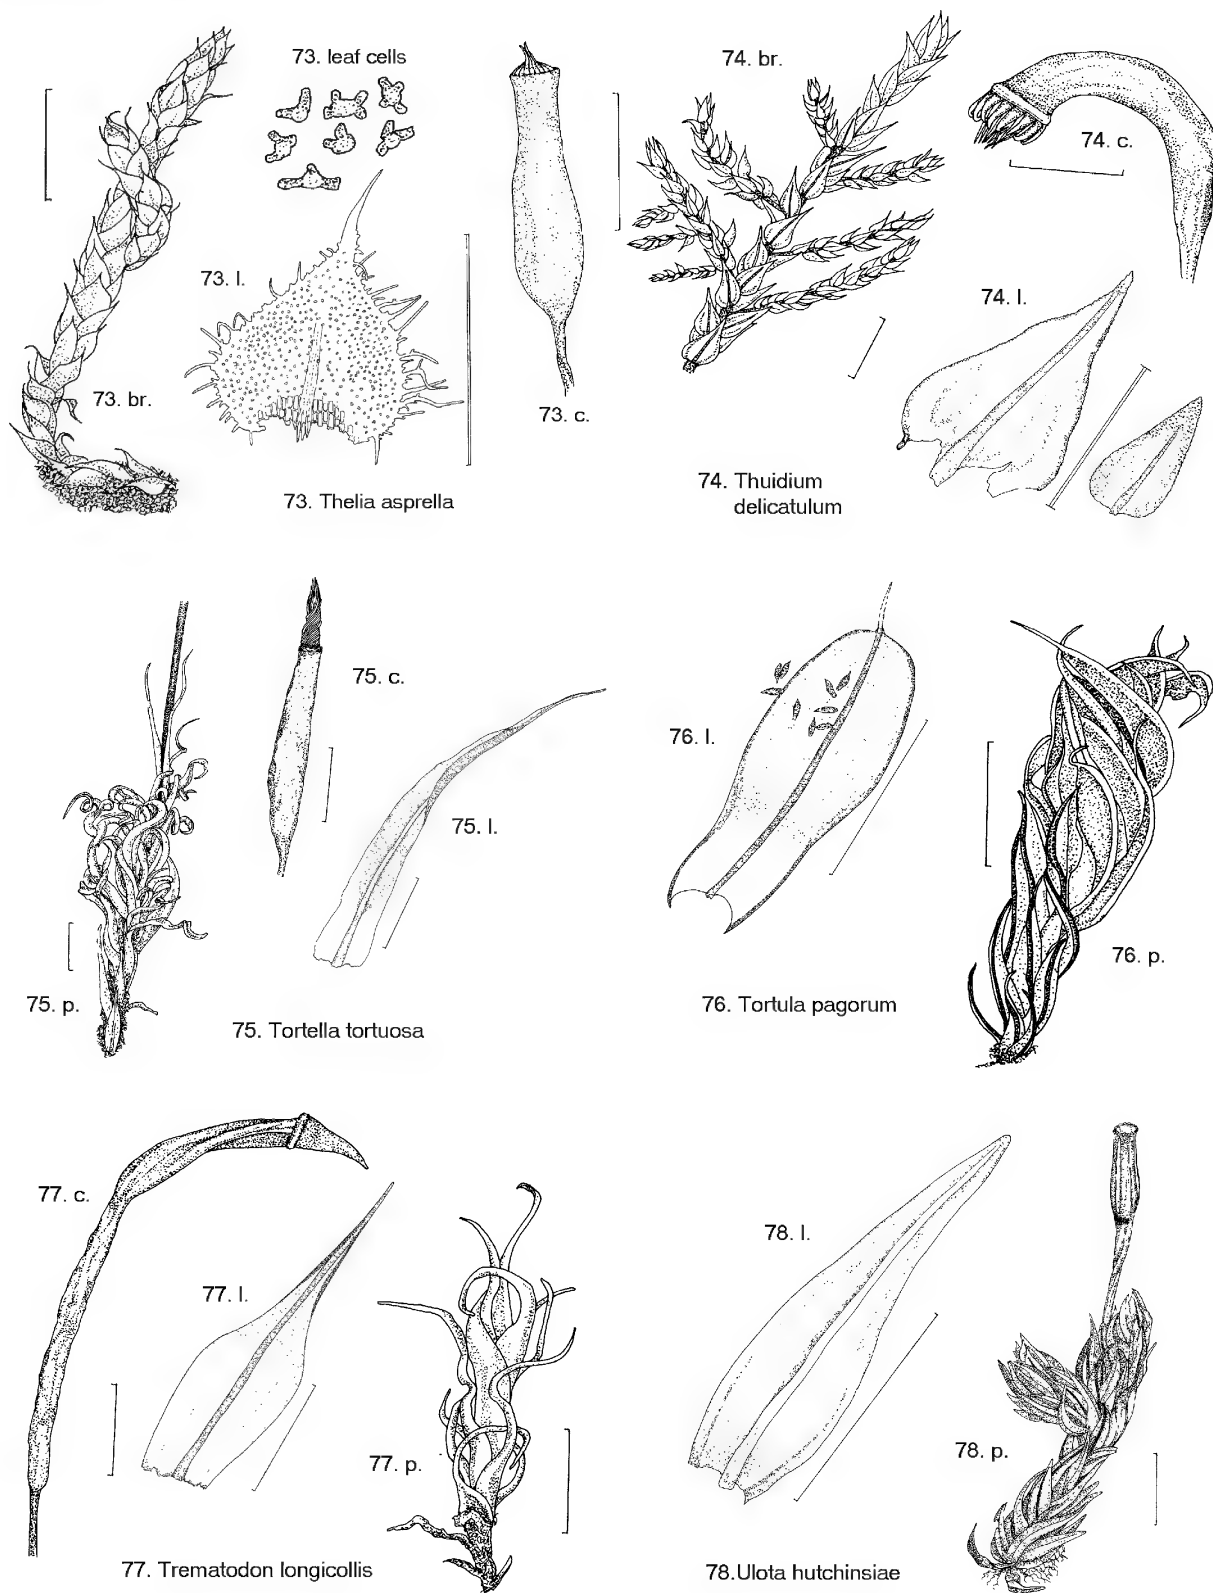 73. leaf cells
73. l.
73. br.
73. c.
73. Thelia asprella
74. br.
74. c.
74. l.
74. Thuidium
delicatulum
75. c.
75. l.
75. p.
75. Tortella tortuosa
76. l.
76. p.
76. Tortula pagorum
77. c.
77. l.
77. p.
77. Trematodon longicollis
78. l.
78. p.
78.Ulota hutchinsiae